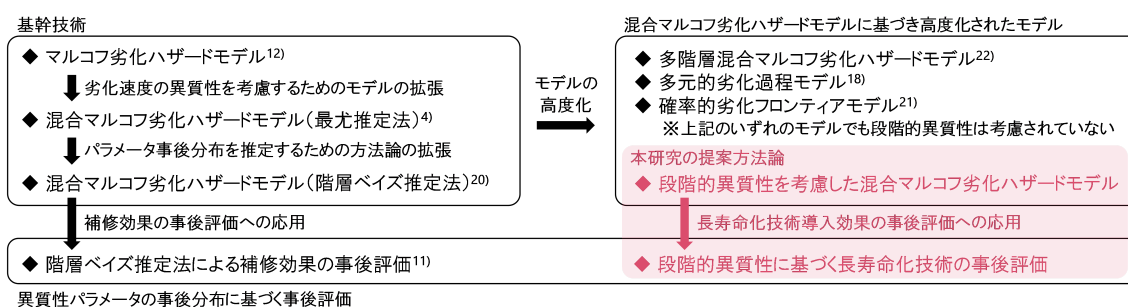 基幹技術
◆ マルコフ劣化ハザードモデル12)
劣化速度の異質性を考慮するためのモデルの拡張
◆ 混合マルコフ劣化ハザードモデル(最尤推定法)4)
パラメータ事後分布を推定するための方法論の拡張
◆ 混合マルコフ劣化ハザードモデル(階層ベイズ推定法)20)
補修効果の事後評価への応用
◆ 階層ベイズ推定法による補修効果の事後評価11)
異質性パラメータの事後分布に基づく事後評価
モデルの
高度化
混合マルコフ劣化ハザードモデルに基づき高度化されたモデル
◆ 多階層混合マルコフ劣化ハザードモデル22)
◆ 多元的劣化過程モデル18)
◆ 確率的劣化フロンティアモデル21)
※上記のいずれのモデルでも段階的異質性は考慮されていない
本研究の提案方法論
◆ 段階的異質性を考慮した混合マルコフ劣化ハザードモデル
長寿命化技術導入効果の事後評価への応用
◆ 段階的異質性に基づく長寿命化技術の事後評価